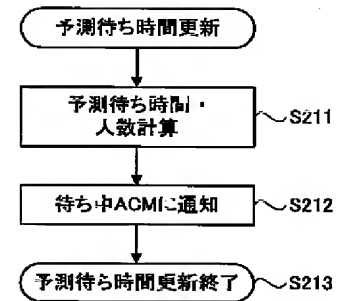 予測待ち時間更新
予測待ち時間・
人数計算
S211
待ち中ACMに通知
S212
予測待ち時間更新終了
S213